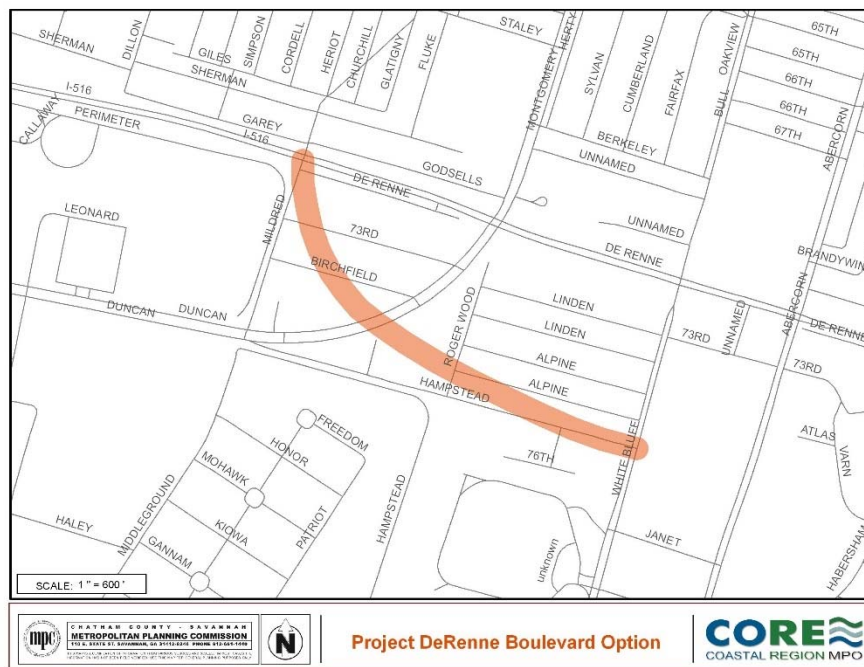 SHERMAN
DILLON
GILES
SIMPSON
CORDELL
HERIOT
CHURCHILL
GLATIGNY
FLUKE
STALEY
MONTGOMERY
HERTY
SYLVAN
CUMBERLAND
FAIRFAX
BULL
OAKVIEW
65TH
65TH
66TH
66TH
67TH
ABERCORN
SHERMAN
I-516
CALLAWAY
PERIMETER
GAREY
I-516
GODSELLS
BERKELEY
UNNAMED
DE RENNE
LEONARD
MILDRED
73RD
BIRCHFIELD
UNNAMED
DE RENNE
BRANDYWIN
DUNCAN
DUNCAN
ROGER WOOD
LINDEN
LINDEN
ALPINE
ALPINE
HAMPSTEAD
73RD
UNNAMED
ABERCORN
DE RENNE
73RD
FREEDOM
HONOR
MOHAWK
PATRIOT
KIOWA
GANNAM
HALEY
MIDDLEGROUND
HAMPSTEAD
76TH
WHITE BLUFF
ATLAS
VARN
unknown
JANET
HABERSHAM
SCALE: 1 " = 600 '
mpc
CHATHAM COUNTY - SAVANNAH
METROPOLITAN PLANNING COMMISSION
N
Project DeRenne Boulevard Option
CORE
COASTAL REGION MPO